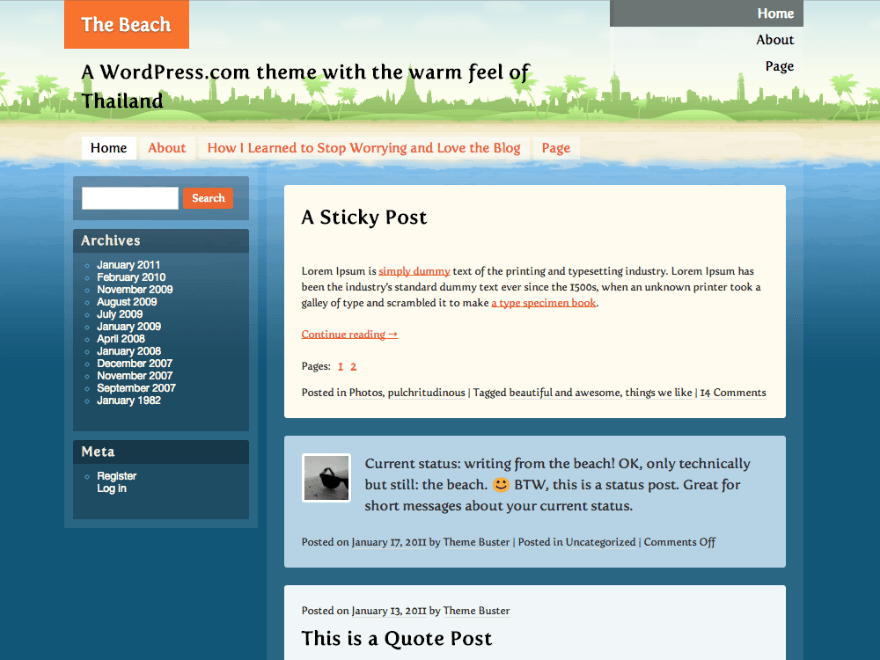 The Beach
Home
About
Page
A WordPress.com theme with the warm feel of
Thailand
Home About How I Learned to Stop Worrying and Love the Blog Page
Search
Archives
January 2011
February 2010
November 2009
August 2009
July 2009
January 2009
April 2008
January 2008
December 2007
November 2007
September 2007
January 1982
Meta
Register
Log in
A Sticky Post
Lorem Ipsum is simply dummy text of the printing and typesetting industry. Lorem Ipsum has
been the industry's standard dummy text ever since the 1500s, when an unknown printer took a
galley of type and scrambled it to make a type specimen book.
Continue reading →
Pages: 1 2
Posted in Photos, pulchritudinous | Tagged beautiful and awesome, things we like | 14 Comments
Current status: writing from the beach! OK, only technically
but still: the beach. 🙂 BTW, this is a status post. Great for
short messages about your current status.
Posted on January 17, 2011 by Theme Buster | Posted in Uncategorized | Comments Off
Posted on January 13, 2011 by Theme Buster
This is a Quote Post